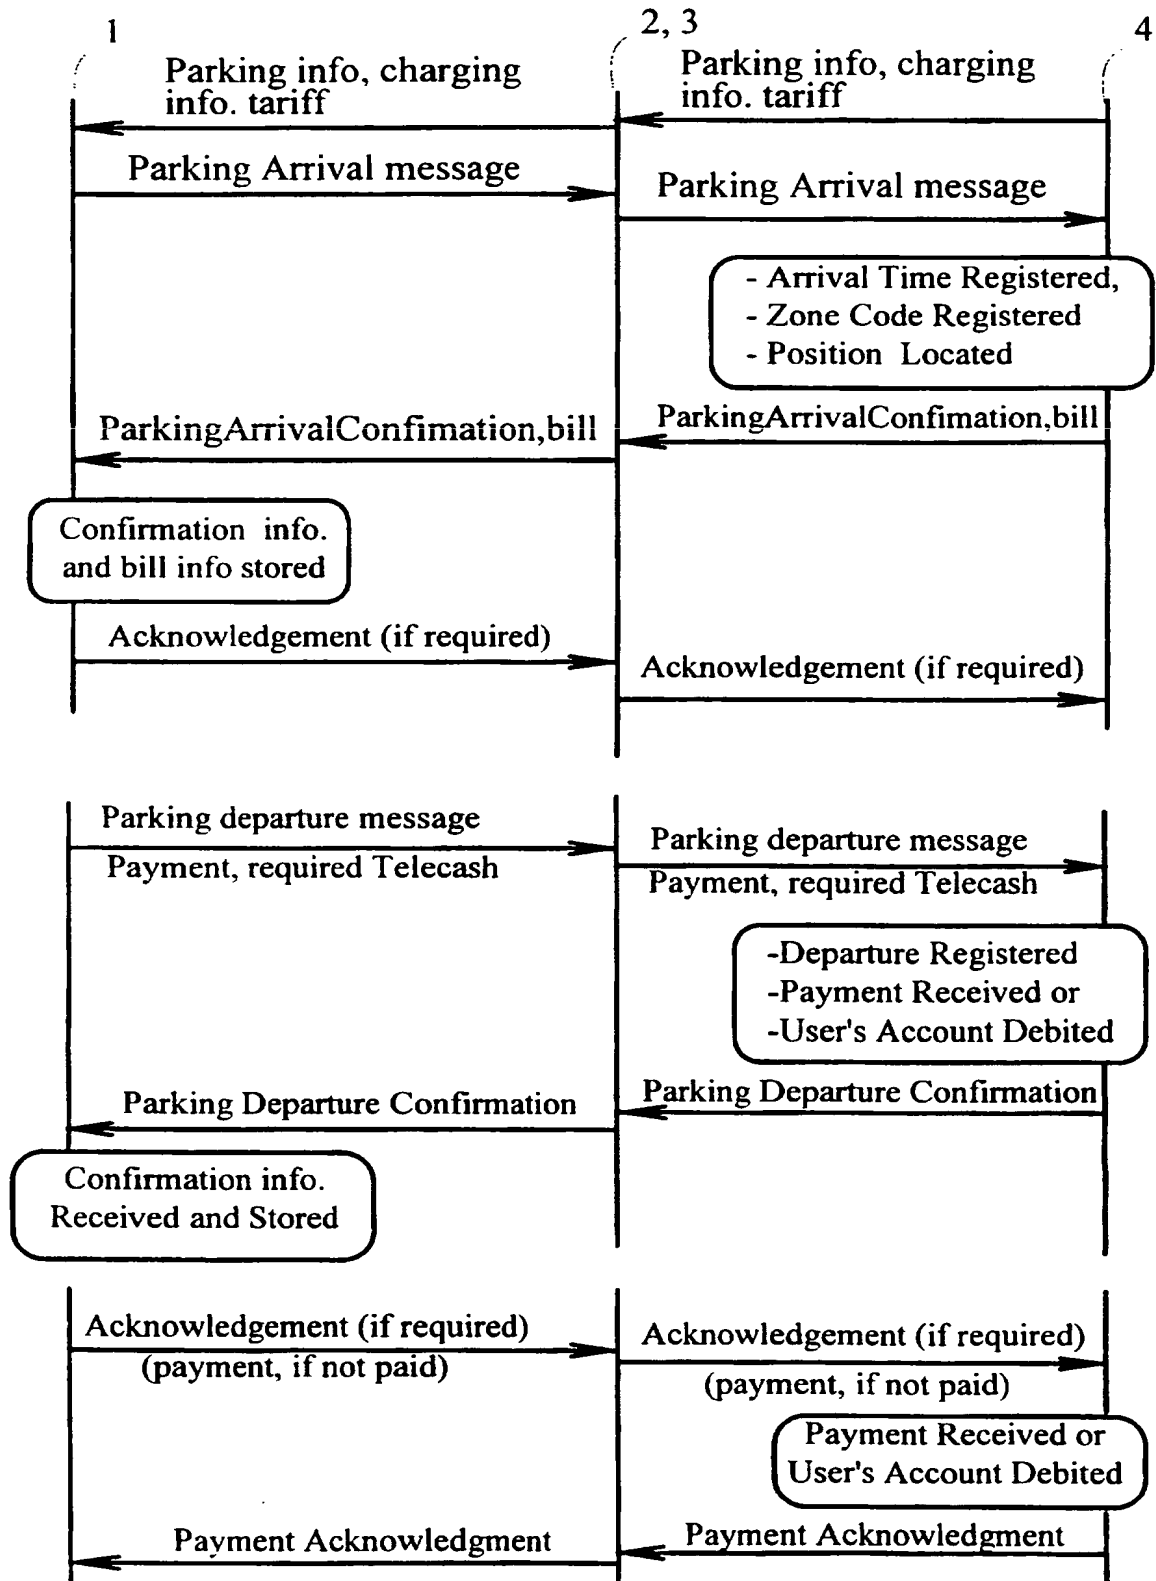 1
2, 3
4
Parking info, charging
info. tariff
Parking info, charging
info. tariff
Parking Arrival message
Parking Arrival message
- Arrival Time Registered,
- Zone Code Registered
- Position Located
ParkingArrivalConfimation,bill
ParkingArrivalConfimation,bill
Confirmation info.
and bill info stored
Acknowledgement (if required)
Acknowledgement (if required)
Parking departure message
Payment, required Telecash
Parking departure message
Payment, required Telecash
-Departure Registered
-Payment Received or
-User's Account Debited
Parking Departure Confirmation
Parking Departure Confirmation
Confirmation info.
Received and Stored
Acknowledgement (if required)
(payment, if not paid)
Acknowledgement (if required)
(payment, if not paid)
Payment Received or
User's Account Debited
Payment Acknowledgment
Payment Acknowledgment